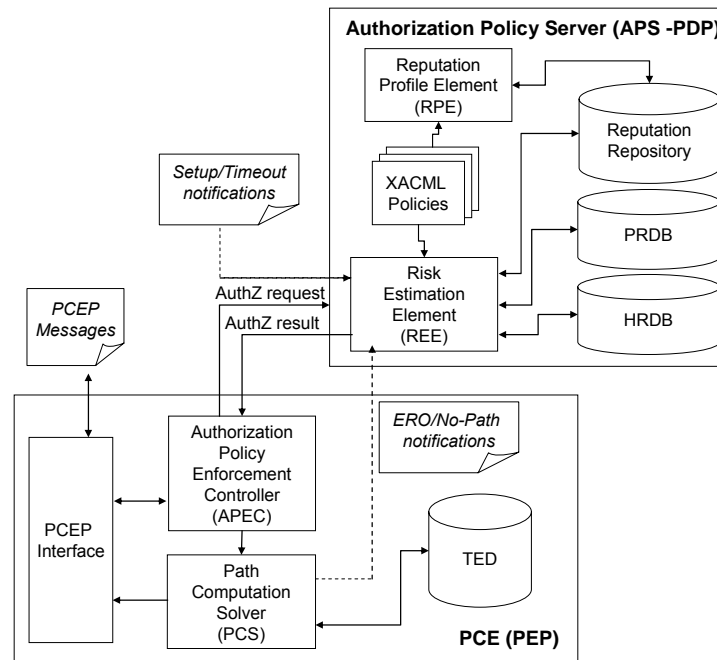 Authorization Policy Server (APS -PDP)
Reputation
Profile Element
(RPE)
Reputation
Repository
Setup/Timeout
notifications
XACML
Policies
PRDB
Risk
Estimation
Element
(REE)
HRDB
AuthZ request
AuthZ result
PCEP
Messages
ERO/No-Path
notifications
Authorization
Policy
Enforcement
Controller
(APEC)
PCEP
Interface
Path
Computation
Solver
(PCS)
TED
PCE (PEP)